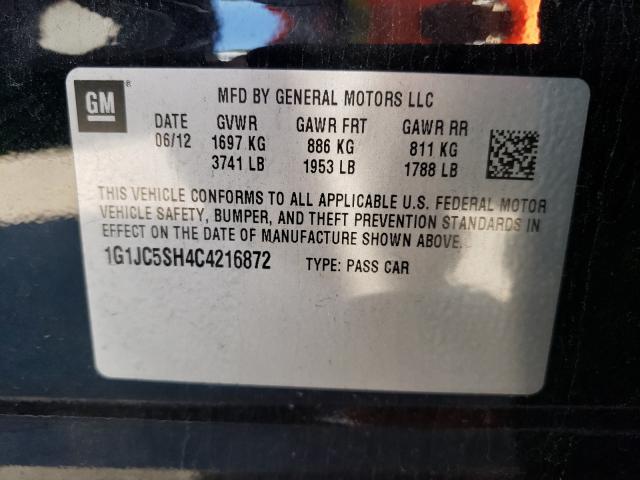 GM ®
MFD BY GENERAL MOTORS LLC
DATE GVWR GAWR FRT GAWR RR
06/12 1697 KG 886 KG 811 KG
3741 LB 1953 LB 1788 LB
THIS VEHICLE CONFORMS TO ALL APPLICABLE U.S. FEDERAL MOTOR
VEHICLE SAFETY, BUMPER, AND THEFT PREVENTION STANDARDS IN
EFFECT ON THE DATE OF MANUFACTURE SHOWN ABOVE.
1G1JC5SH4C4216872 TYPE: PASS CAR